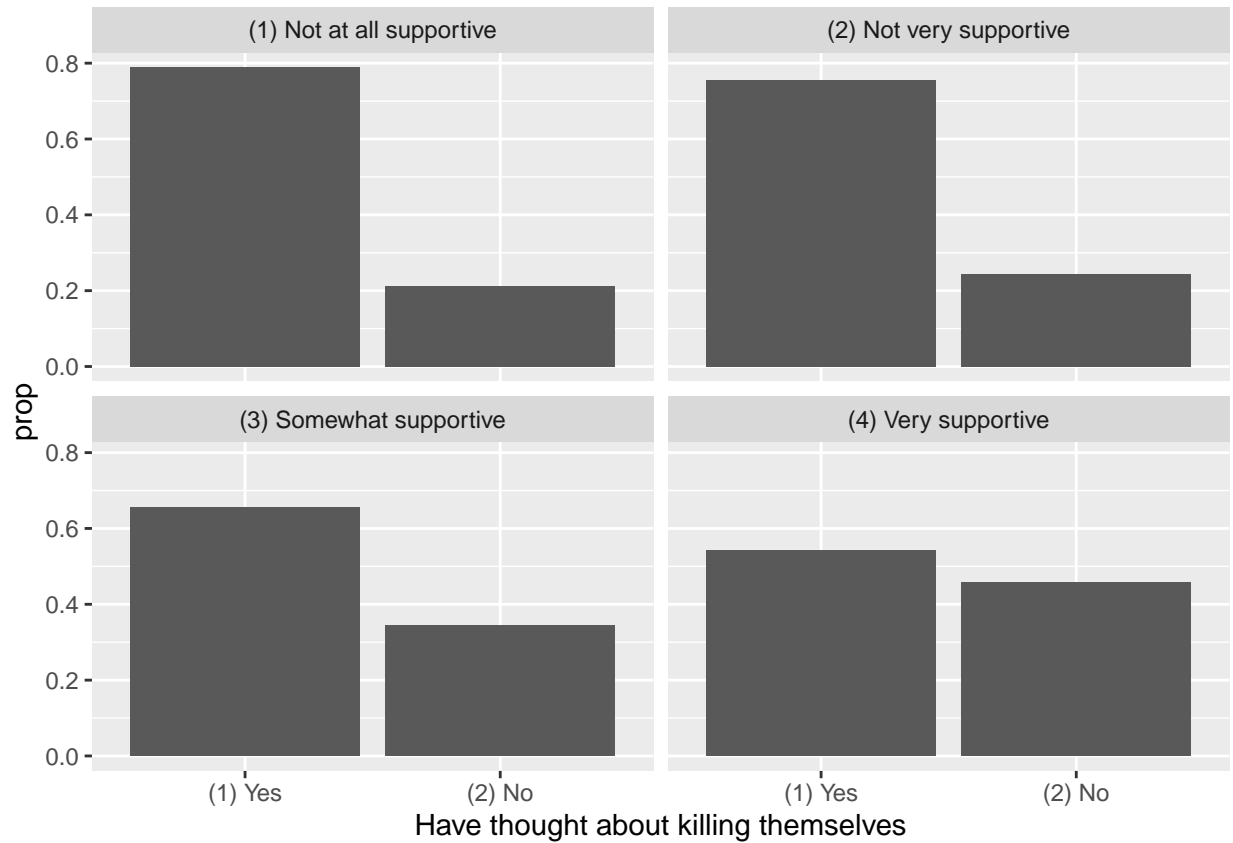 (1) Not at all supportive
(2) Not very supportive
0.8
0.6
0.4
0.2
0.0
prop
(3) Somewhat supportive
(4) Very supportive
0.8
0.6
0.4
0.2
0.0
(1) Yes
(2) No
(1) Yes
(2) No
Have thought about killing themselves